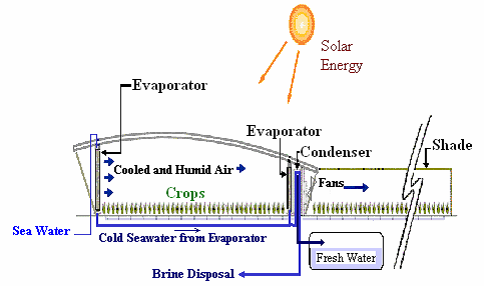 Solar
Energy
Evaporator
Evaporator
Condenser
Shade
Cooled and Humid Air
Fans
Crops
Sea Water
Cold Seawater from Evaporator
Fresh Water
Brine Disposal